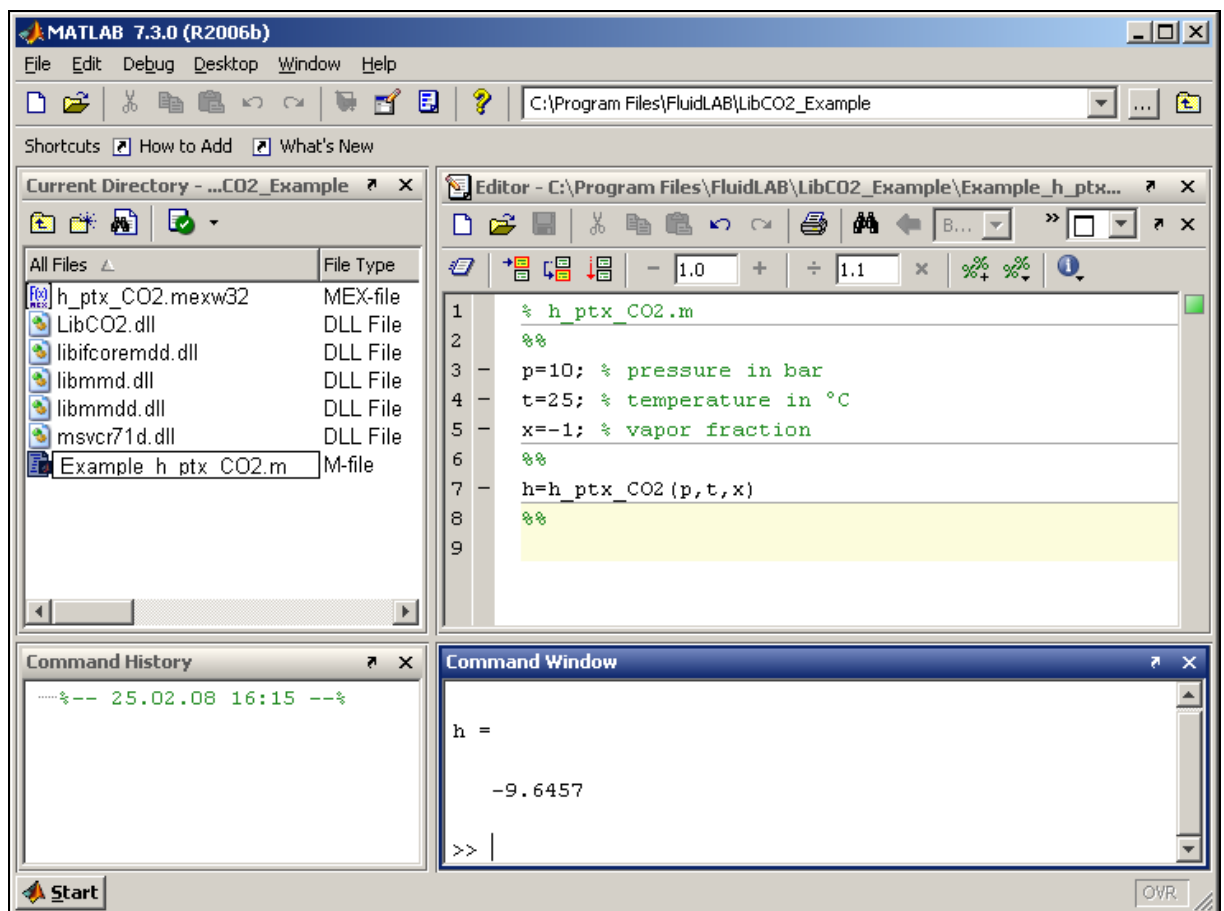 MATLAB 7.3.0 (R2006b)
File Edit Debug Desktop Window Help
C:\Program Files\FluidLAB\LibCO2_Example
...
Shortcuts How to Add What's New
Current Directory - ...CO2_Example
All Files File Type
h_ptx_CO2.mexw32 MEX-file
LibCO2.dll DLL File
libifcoremdd.dll DLL File
libmmd.dll DLL File
libmmdd.dll DLL File
msvcr71d.dll DLL File
Example_h_ptx_CO2.m M-file
Editor - C:\Program Files\FluidLAB\LibCO2_Example\Example_h_ptx...
B...
»
− 1.0 + ÷ 1.1 ×
1 % h_ptx_CO2.m
2 %%
3 − p=10; % pressure in bar
4 − t=25; % temperature in °C
5 − x=-1; % vapor fraction
6 %%
7 − h=h_ptx_CO2(p,t,x)
8 %%
9
Command History
%-- 25.02.08 16:15 --%
Command Window
h =
-9.6457
>>
Start
OVR